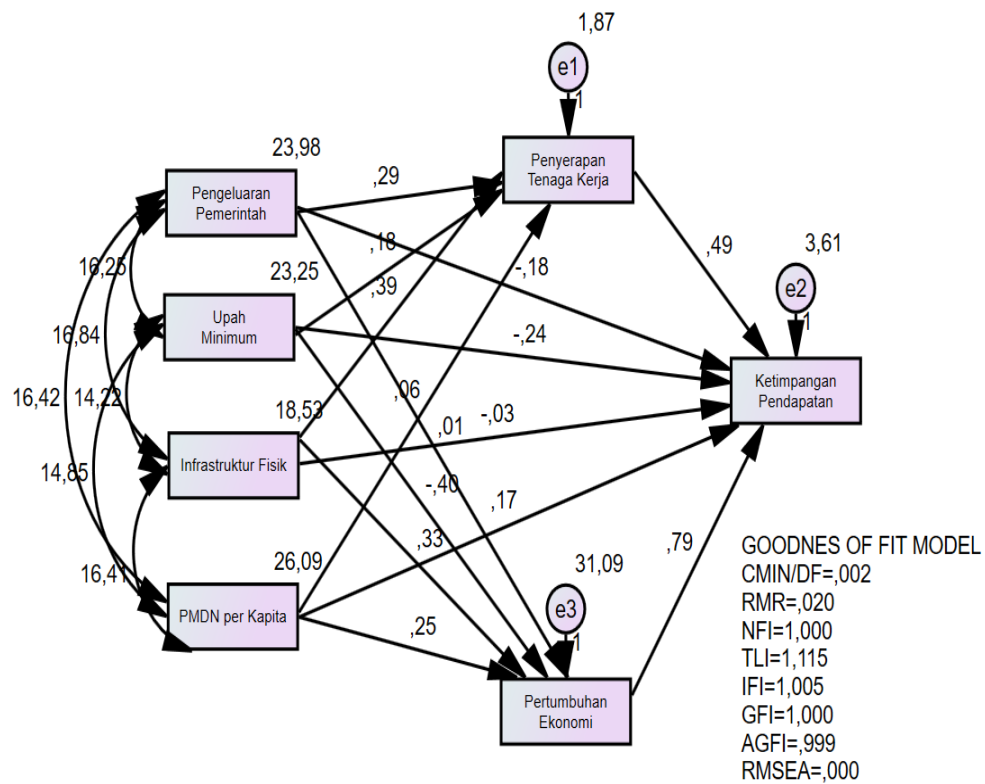 1,87
e1
1
23,98
Penyerapan
Tenaga Kerja
,29
Pengeluaran
Pemerintah
,18
,49
3,61
16,25
23,25
,39
-,18
e2
1
Upah
Minimum
-,24
16,84
Ketimpangan
Pendapatan
16,42
14,22
18,53
,06
,01
-,03
Infrastruktur Fisik
14,85
-,40
,17
,33
,79
16,41
26,09
31,09
GOODNES OF FIT MODEL
CMIN/DF=,002
RMR=,020
NFI=1,000
TLI=1,115
IFI=1,005
GFI=1,000
AGFI=,999
RMSEA=,000
PMDN per Kapita
e3
1
,25
Pertumbuhan
Ekonomi